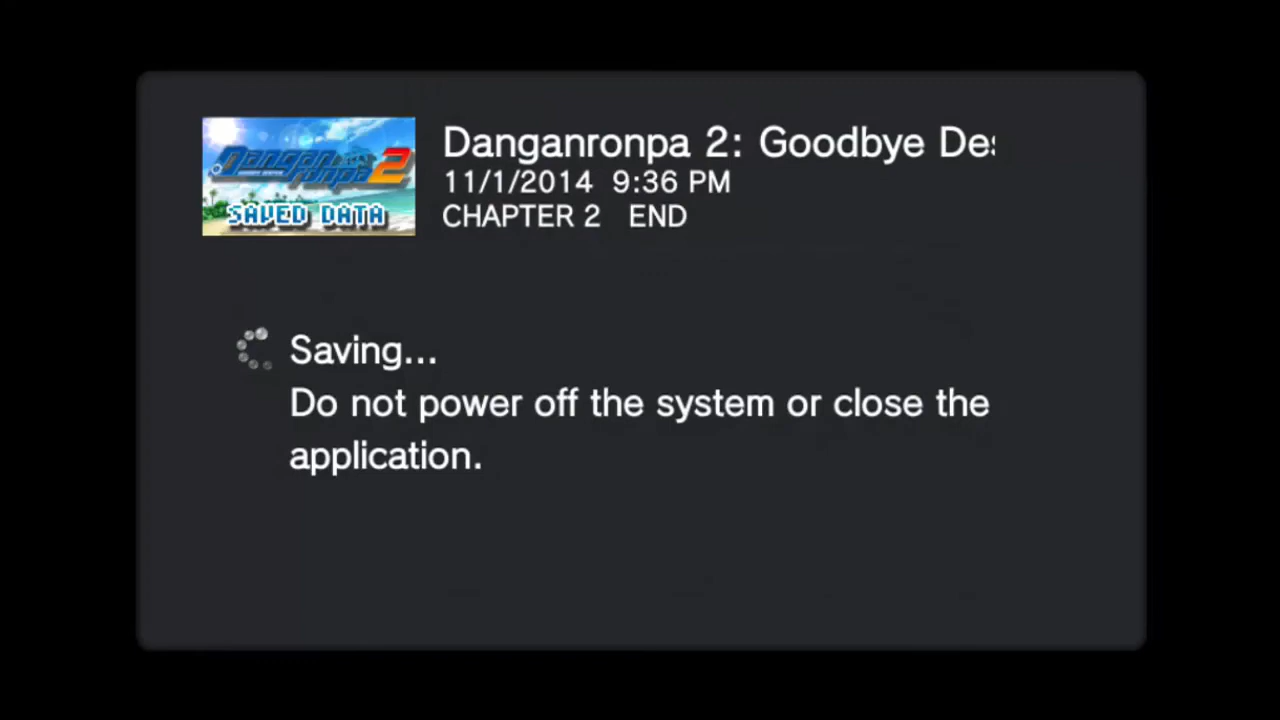 Danganronpa 2
SAVED DATA
Danganronpa 2: Goodbye Des
11/1/2014 9:36 PM
CHAPTER 2 END
Saving...
Do not power off the system or close the
application.